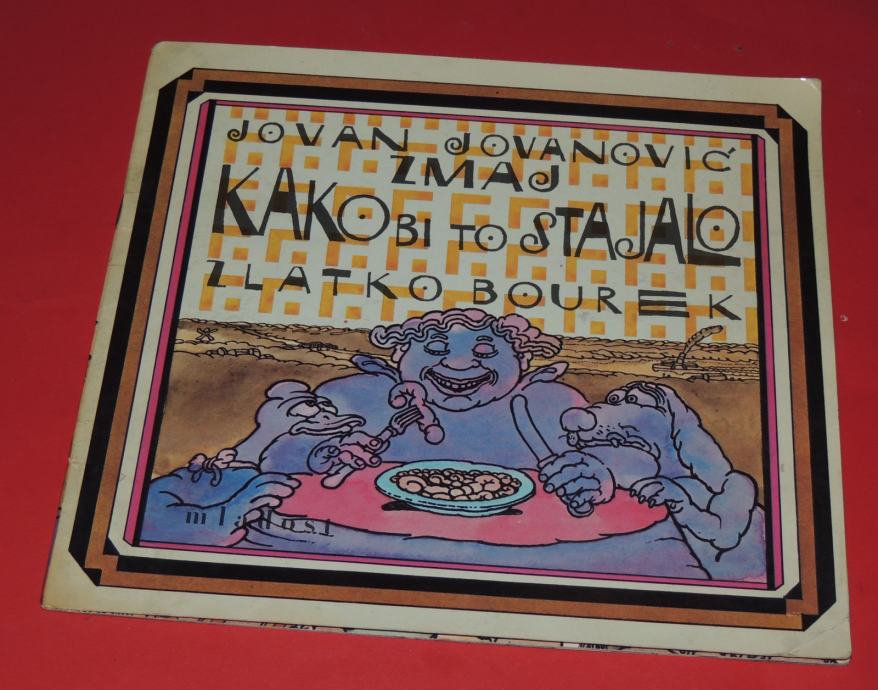 JOVAN JOVANOVIĆ
ZMAJ
KAKO BI TO STAJALO
ZLATKO BOUREK
mladost